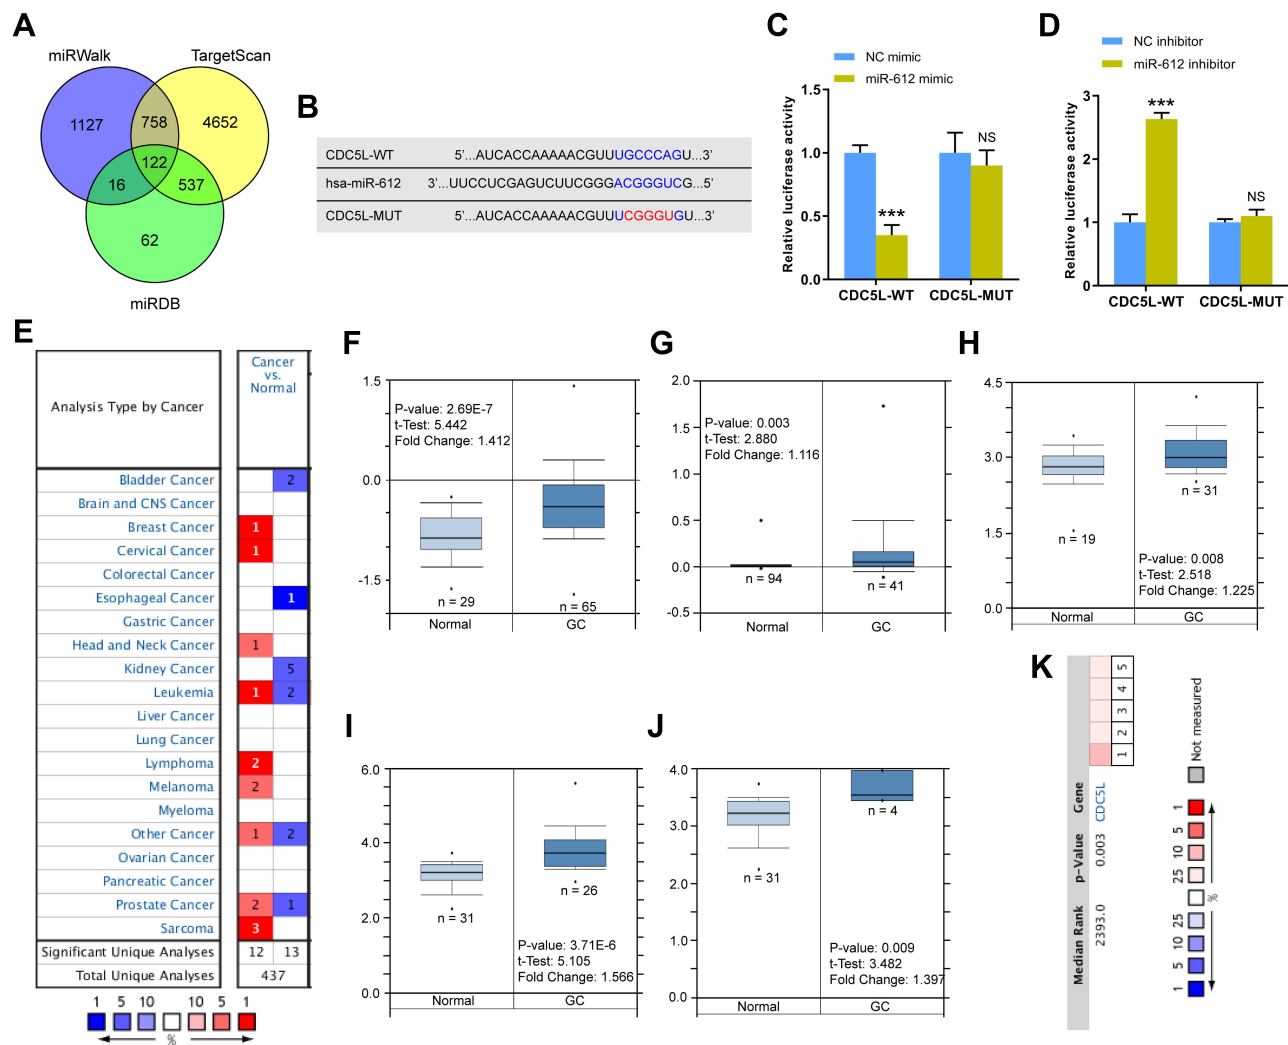 A
miRWalk
TargetScan
1127
758
4652
122
16
537
62
miRDB
B
CDC5L-WT 5'...AUCACCAAAAACGUUUGCCCAGU...3'
hsa-miR-612 3'...UUCCUCGAGUCUUCGGGACGGGUCG...5'
CDC5L-MUT 5'...AUCACCAAAAACGUUUCGGGUGU...3'
C
NC mimic
miR-612 mimic
Relative luciferase activity
1.5
1.0
0.5
0.0
***
NS
CDC5L-WT
CDC5L-MUT
D
NC inhibitor
miR-612 inhibitor
Relative luciferase activity
3
2
1
0
***
NS
CDC5L-WT
CDC5L-MUT
E
Analysis Type by Cancer
Cancer
vs.
Normal
Bladder Cancer 2
Brain and CNS Cancer
Breast Cancer 1
Cervical Cancer 1
Colorectal Cancer
Esophageal Cancer 1
Gastric Cancer
Head and Neck Cancer 1
Kidney Cancer 5
Leukemia 1 2
Liver Cancer
Lung Cancer
Lymphoma 2
Melanoma 2
Myeloma
Other Cancer 1 2
Ovarian Cancer
Pancreatic Cancer
Prostate Cancer 2 1
Sarcoma 3
Significant Unique Analyses 12 13
Total Unique Analyses 437
1 5 10 10 5 1
%
F
1.5
0.0
-1.5
P-value: 2.69E-7
t-Test: 5.442
Fold Change: 1.412
n = 29
n = 65
Normal
GC
G
2.0
1.5
1.0
0.5
0.0
-0.5
P-value: 0.003
t-Test: 2.880
Fold Change: 1.116
n = 94
n = 41
Normal
GC
H
4.5
3.0
1.5
0.0
n = 19
n = 31
P-value: 0.008
t-Test: 2.518
Fold Change: 1.225
Normal
GC
I
6.0
4.0
2.0
0.0
n = 31
n = 26
P-value: 3.71E-6
t-Test: 5.105
Fold Change: 1.566
Normal
GC
J
4.0
3.0
2.0
1.0
0.0
n = 31
n = 4
P-value: 0.009
t-Test: 3.482
Fold Change: 1.397
Normal
GC
K
Median Rank p-Value Gene
2393.0 0.003 CDC5L
1 2 3 4 5
1 5 10 25 % 25 10 5 1 Not measured